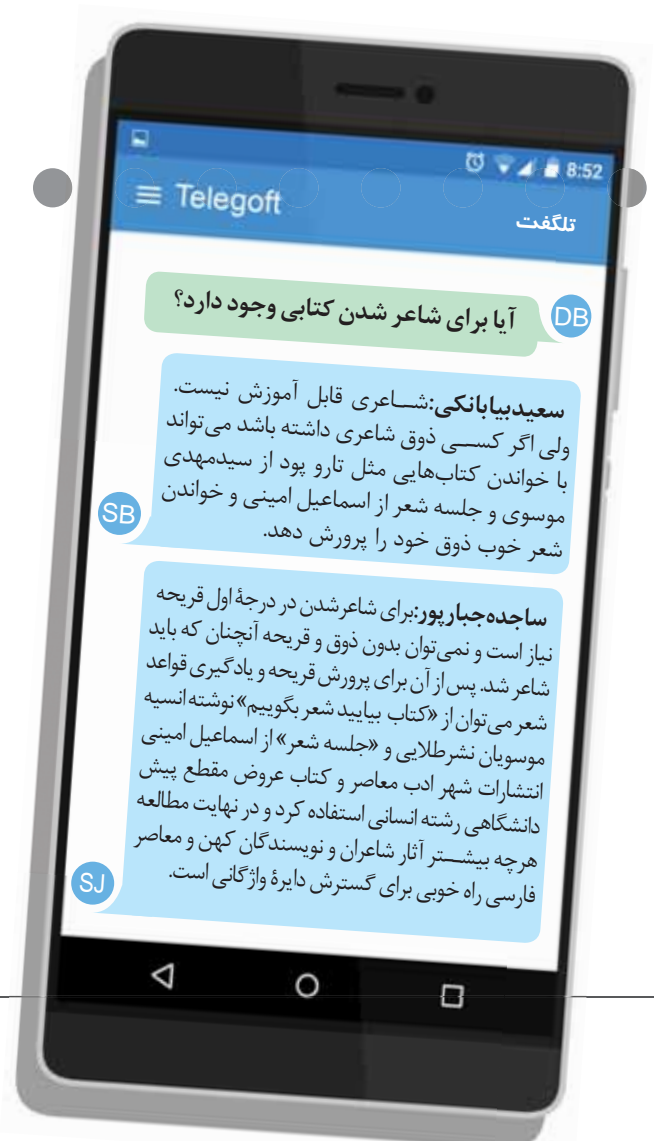 8:52
Telegoft
تلگفت
آیا برای شاعر شدن کتابی وجود دارد؟
DB
سعیدبیابانکی:شــاعری قابل آموزش نیست.
ولی اگر کســی ذوق شاعری داشته باشد می‌تواند
با خواندن کتاب‌هایی مثل تارو پود از سیدمهدی
موسوی و جلسه شعر از اسماعیل امینی و خواندن
شعر خوب ذوق خود را پرورش دهد.
SB
ساجده‌جبارپور:برای شاعرشدن در درجهٔ اول قریحه
نیاز است و نمی‌توان بدون ذوق و قریحه آنچنان که باید
شاعر شد. پس از آن برای پرورش قریحه و یادگیری قواعد
شعر می‌توان از «کتاب بیایید شعر بگوییم»نوشته انسیه
موسویان نشرطلایی و «جلسه شعر» از اسماعیل امینی
انتشارات شهر ادب معاصر و کتاب عروض مقطع پیش
دانشگاهی رشته انسانی استفاده کرد و در نهایت مطالعه
هرچه بیشــتر آثار شاعران و نویسندگان کهن و معاصر
فارسی راه خوبی برای گسترش دایرهٔ واژگانی است.
SJ